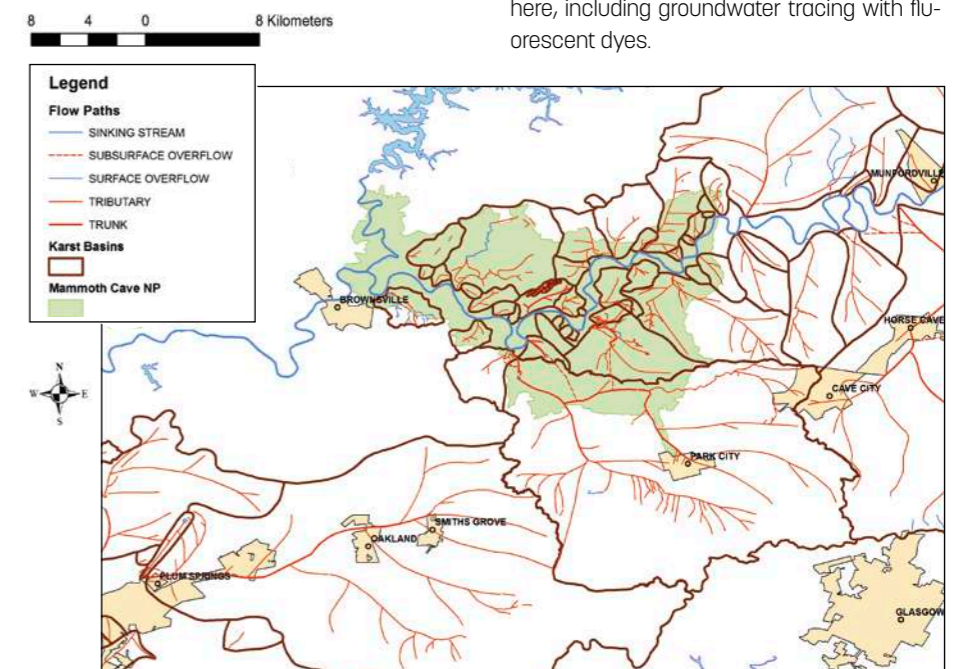 here, including groundwater tracing with flu-
orescent dyes.
8 4 0 8 Kilometers
Legend
Flow Paths
SINKING STREAM
SUBSURFACE OVERFLOW
SURFACE OVERFLOW
TRIBUTARY
TRUNK
Karst Basins
Mammoth Cave NP
MUNFORDVILLE
BROWNSVILLE
HORSE CAVE
N
W E
S
CAVE CITY
PARK CITY
SMITHS GROVE
OAKLAND
PLUM SPRINGS
GLASGOW